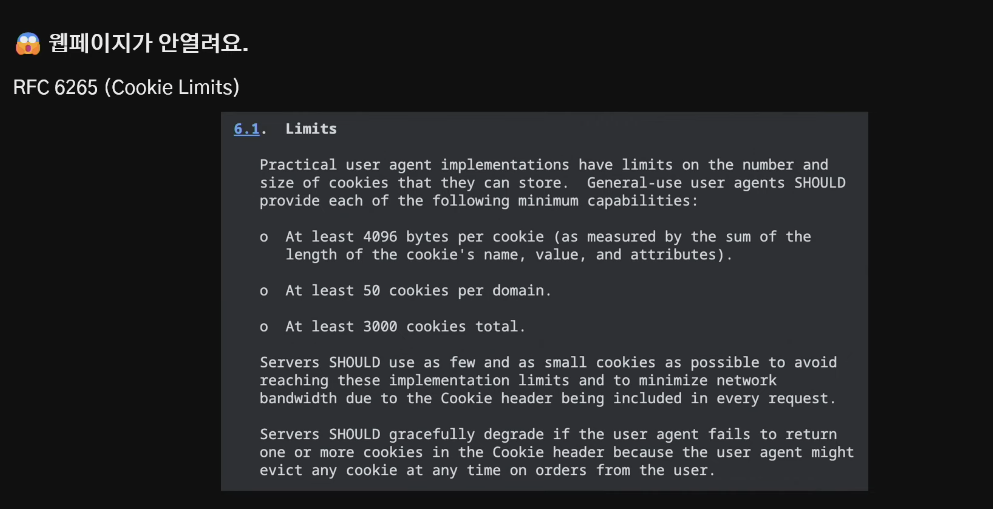 😱 웹페이지가 안열려요.
RFC 6265 (Cookie Limits)
6.1. Limits
Practical user agent implementations have limits on the number and
size of cookies that they can store. General-use user agents SHOULD
provide each of the following minimum capabilities:
o At least 4096 bytes per cookie (as measured by the sum of the
length of the cookie's name, value, and attributes).
o At least 50 cookies per domain.
o At least 3000 cookies total.
Servers SHOULD use as few and as small cookies as possible to avoid
reaching these implementation limits and to minimize network
bandwidth due to the Cookie header being included in every request.
Servers SHOULD gracefully degrade if the user agent fails to return
one or more cookies in the Cookie header because the user agent might
evict any cookie at any time on orders from the user.